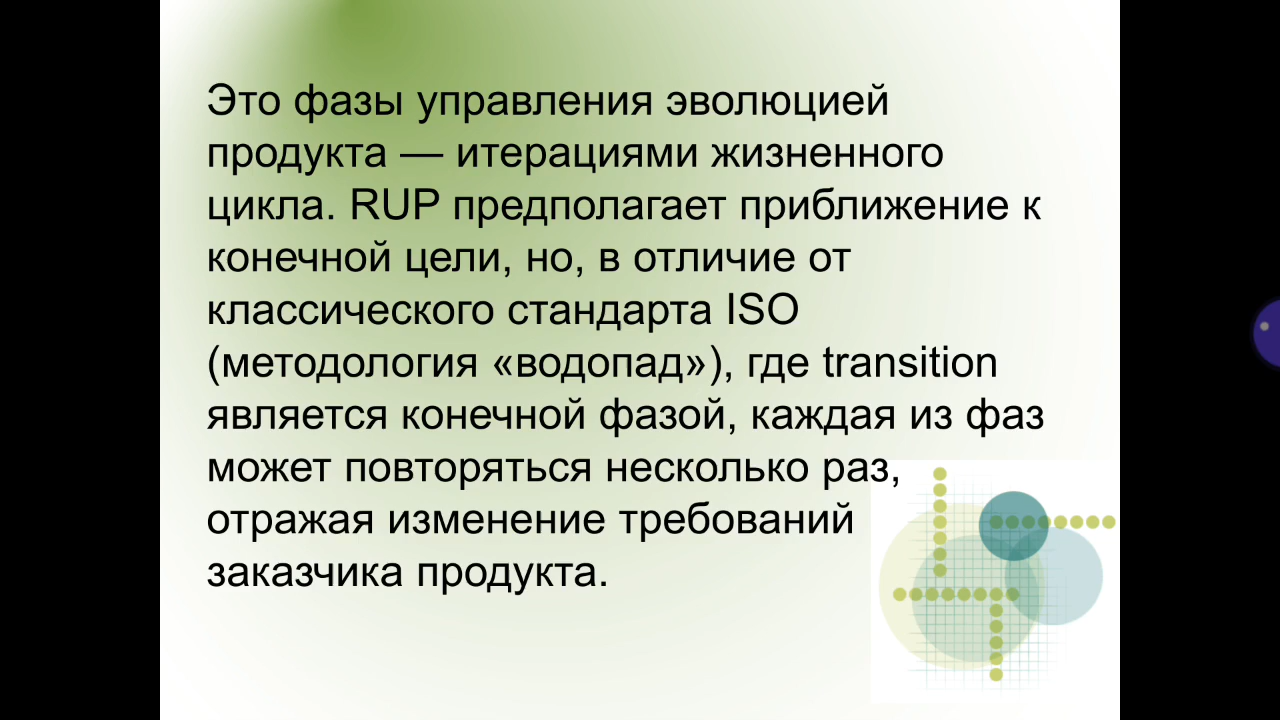 Это фазы управления эволюцией
продукта — итерациями жизненного
цикла. RUP предполагает приближение к
конечной цели, но, в отличие от
классического стандарта ISO
(методология «водопад»), где transition
является конечной фазой, каждая из фаз
может повторяться несколько раз,
отражая изменение требований
заказчика продукта.